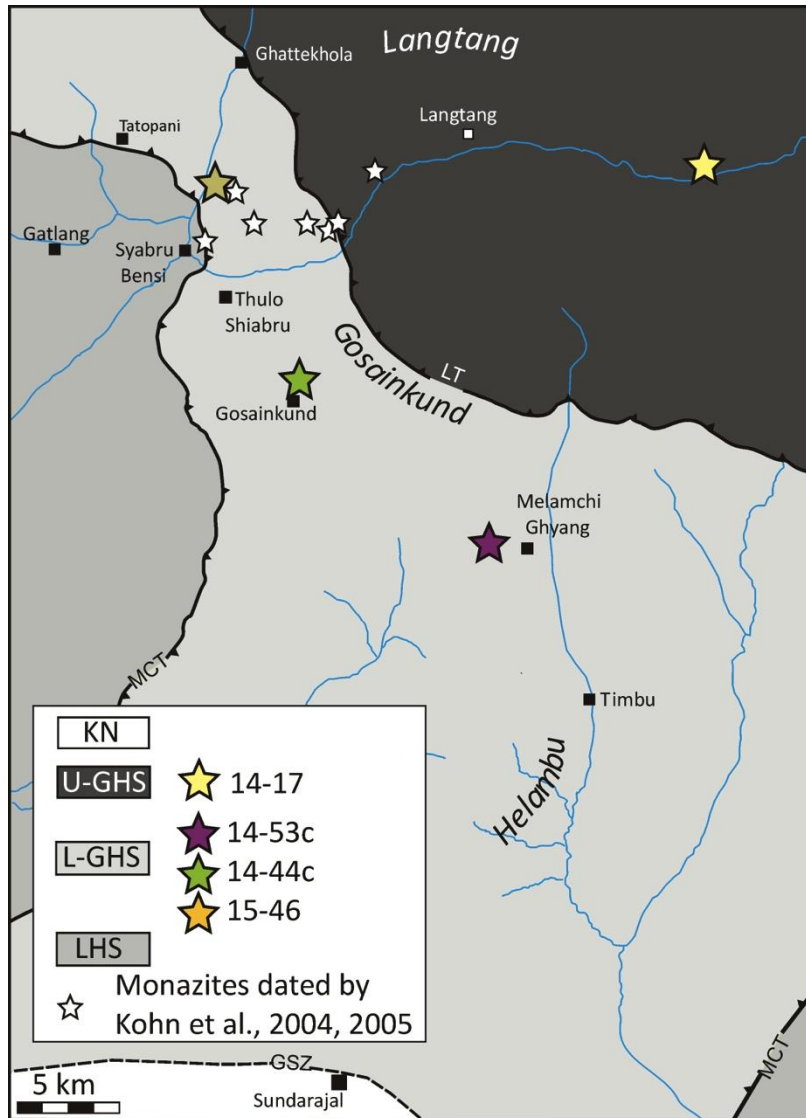 Langtang
Ghattekhola
Langtang
Tatopani
Gatlang
Syabru
Bensi
Thulo
Shiabru
Gosainkund
LT
Gosainkund
Melamchi
Ghyang
MCT
Timbu
Helambu
KN
U-GHS
14-17
L-GHS
14-53c
14-44c
15-46
LHS
Monazites dated by
Kohn et al., 2004, 2005
GSZ
5 km
Sundarajal
MCT